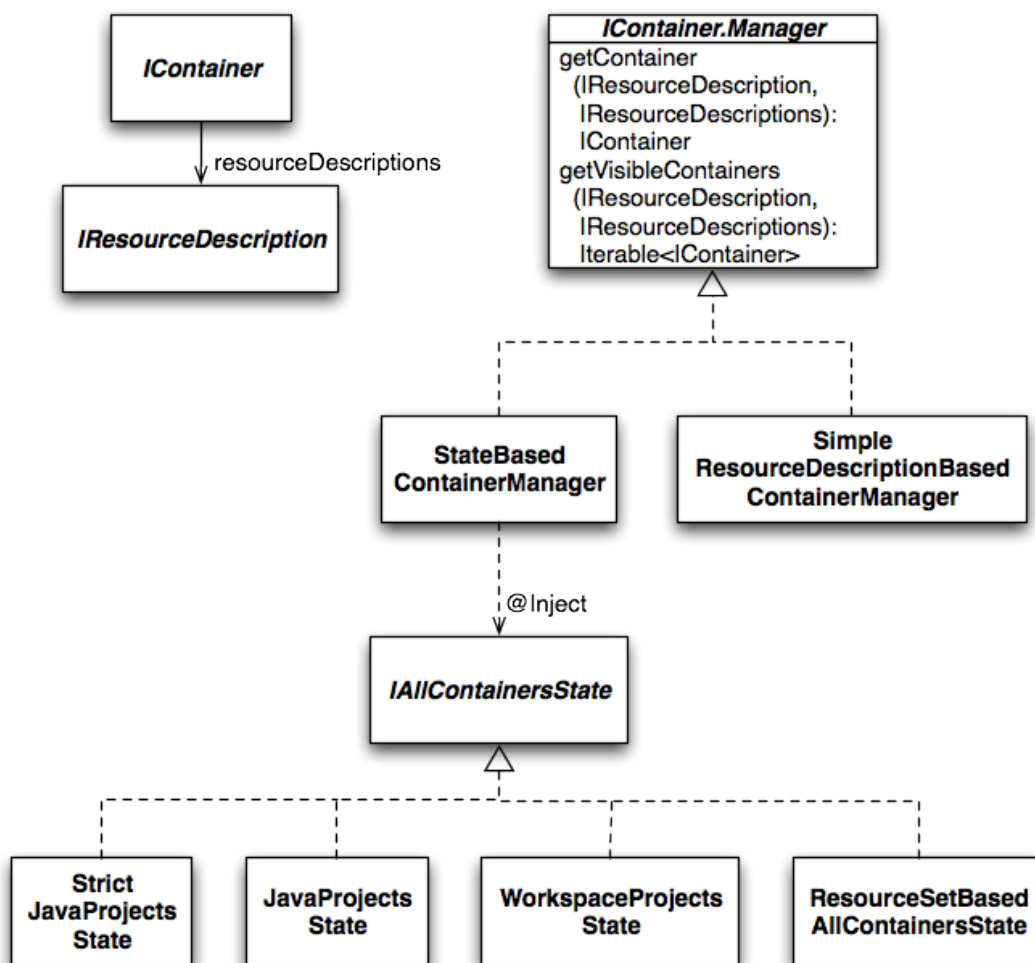 IContainer
resourceDescriptions
IResourceDescription
IContainer.Manager
getContainer
(IResourceDescription,
IResourceDescriptions):
IContainer
getVisibleContainers
(IResourceDescription,
IResourceDescriptions):
Iterable<IContainer>
StateBased
ContainerManager
Simple
ResourceDescriptionBased
ContainerManager
@Inject
IAllContainersState
Strict
JavaProjects
State
JavaProjects
State
WorkspaceProjects
State
ResourceSetBased
AllContainersState